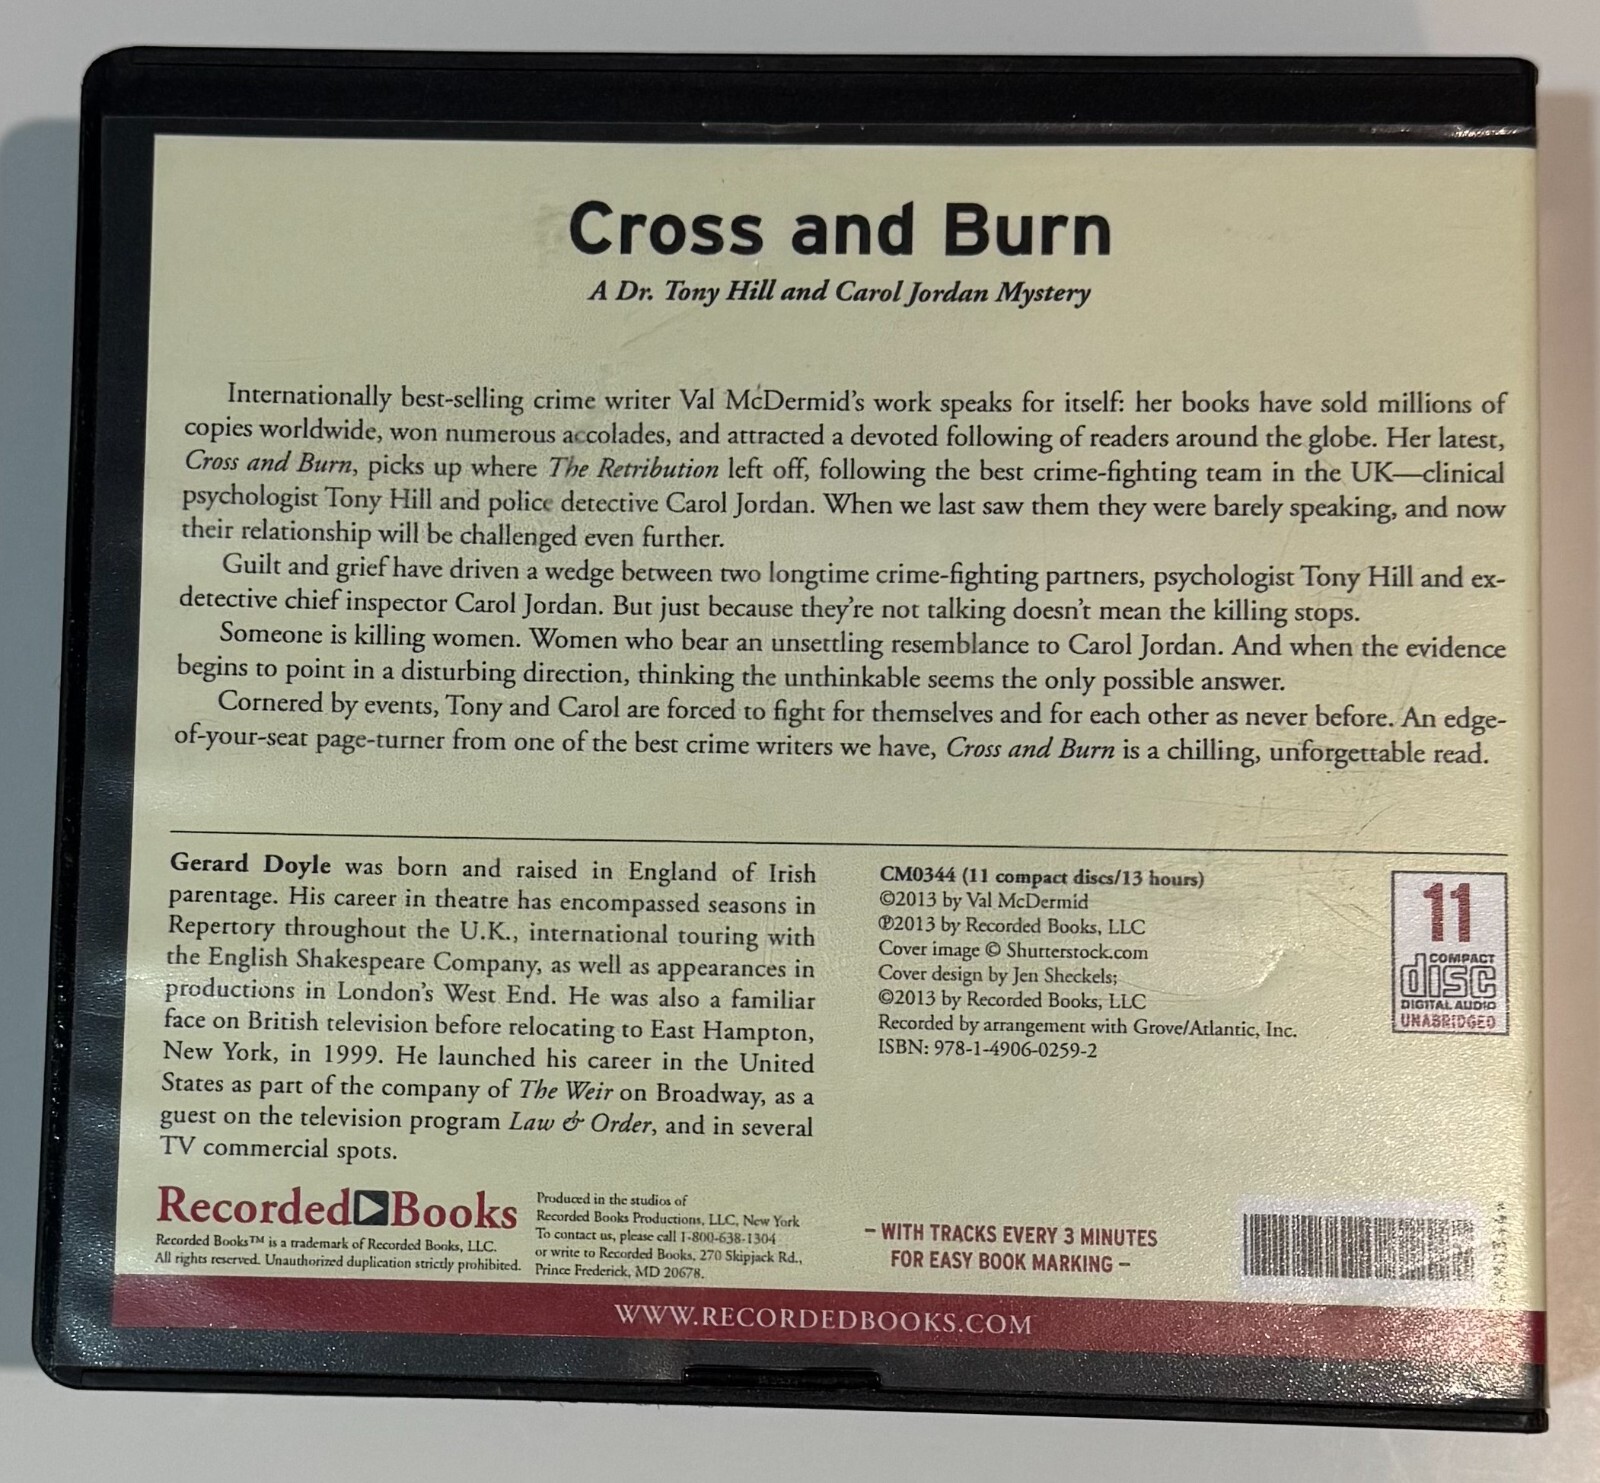 Cross and Burn
A Dr. Tony Hill and Carol Jordan Mystery
Internationally best-selling crime writer Val McDermid's work speaks for itself: her books have sold millions of
copies worldwide, won numerous accolades, and attracted a devoted following of readers around the globe. Her latest,
Cross and Burn, picks up where The Retribution left off, following the best crime-fighting team in the UK—clinical
psychologist Tony Hill and police detective Carol Jordan. When we last saw them they were barely speaking, and now
their relationship will be challenged even further.
Guilt and grief have driven a wedge between two longtime crime-fighting partners, psychologist Tony Hill and ex-
detective chief inspector Carol Jordan. But just because they're not talking doesn't mean the killing stops.
Someone is killing women. Women who bear an unsettling resemblance to Carol Jordan. And when the evidence
begins to point in a disturbing direction, thinking the unthinkable seems the only possible answer.
Cornered by events, Tony and Carol are forced to fight for themselves and for each other as never before. An edge-
of-your-seat page-turner from one of the best crime writers we have, Cross and Burn is a chilling, unforgettable read.
Gerard Doyle was born and raised in England of Irish
parentage. His career in theatre has encompassed seasons in
Repertory throughout the U.K., international touring with
the English Shakespeare Company, as well as appearances in
productions in London's West End. He was also a familiar
face on British television before relocating to East Hampton,
New York, in 1999. He launched his career in the United
States as part of the company of The Weir on Broadway, as a
guest on the television program Law & Order, and in several
TV commercial spots.
CM0344 (11 compact discs/13 hours)
©2013 by Val McDermid
℗2013 by Recorded Books, LLC
Cover image © Shutterstock.com
Cover design by Jen Sheckels;
©2013 by Recorded Books, LLC
Recorded by arrangement with Grove/Atlantic, Inc.
ISBN: 978-1-4906-0259-2
11
COMPACT
disc
DIGITAL AUDIO
UNABRIDGED
Recorded Books
Recorded Books™ is a trademark of Recorded Books, LLC.
All rights reserved. Unauthorized duplication strictly prohibited.
Produced in the studios of
Recorded Books Productions, LLC, New York
To contact us, please call 1-800-638-1304
or write to Recorded Books, 270 Skipjack Rd.,
Prince Frederick, MD 20678.
– WITH TRACKS EVERY 3 MINUTES
FOR EASY BOOK MARKING –
WWW.RECORDEDBOOKS.COM